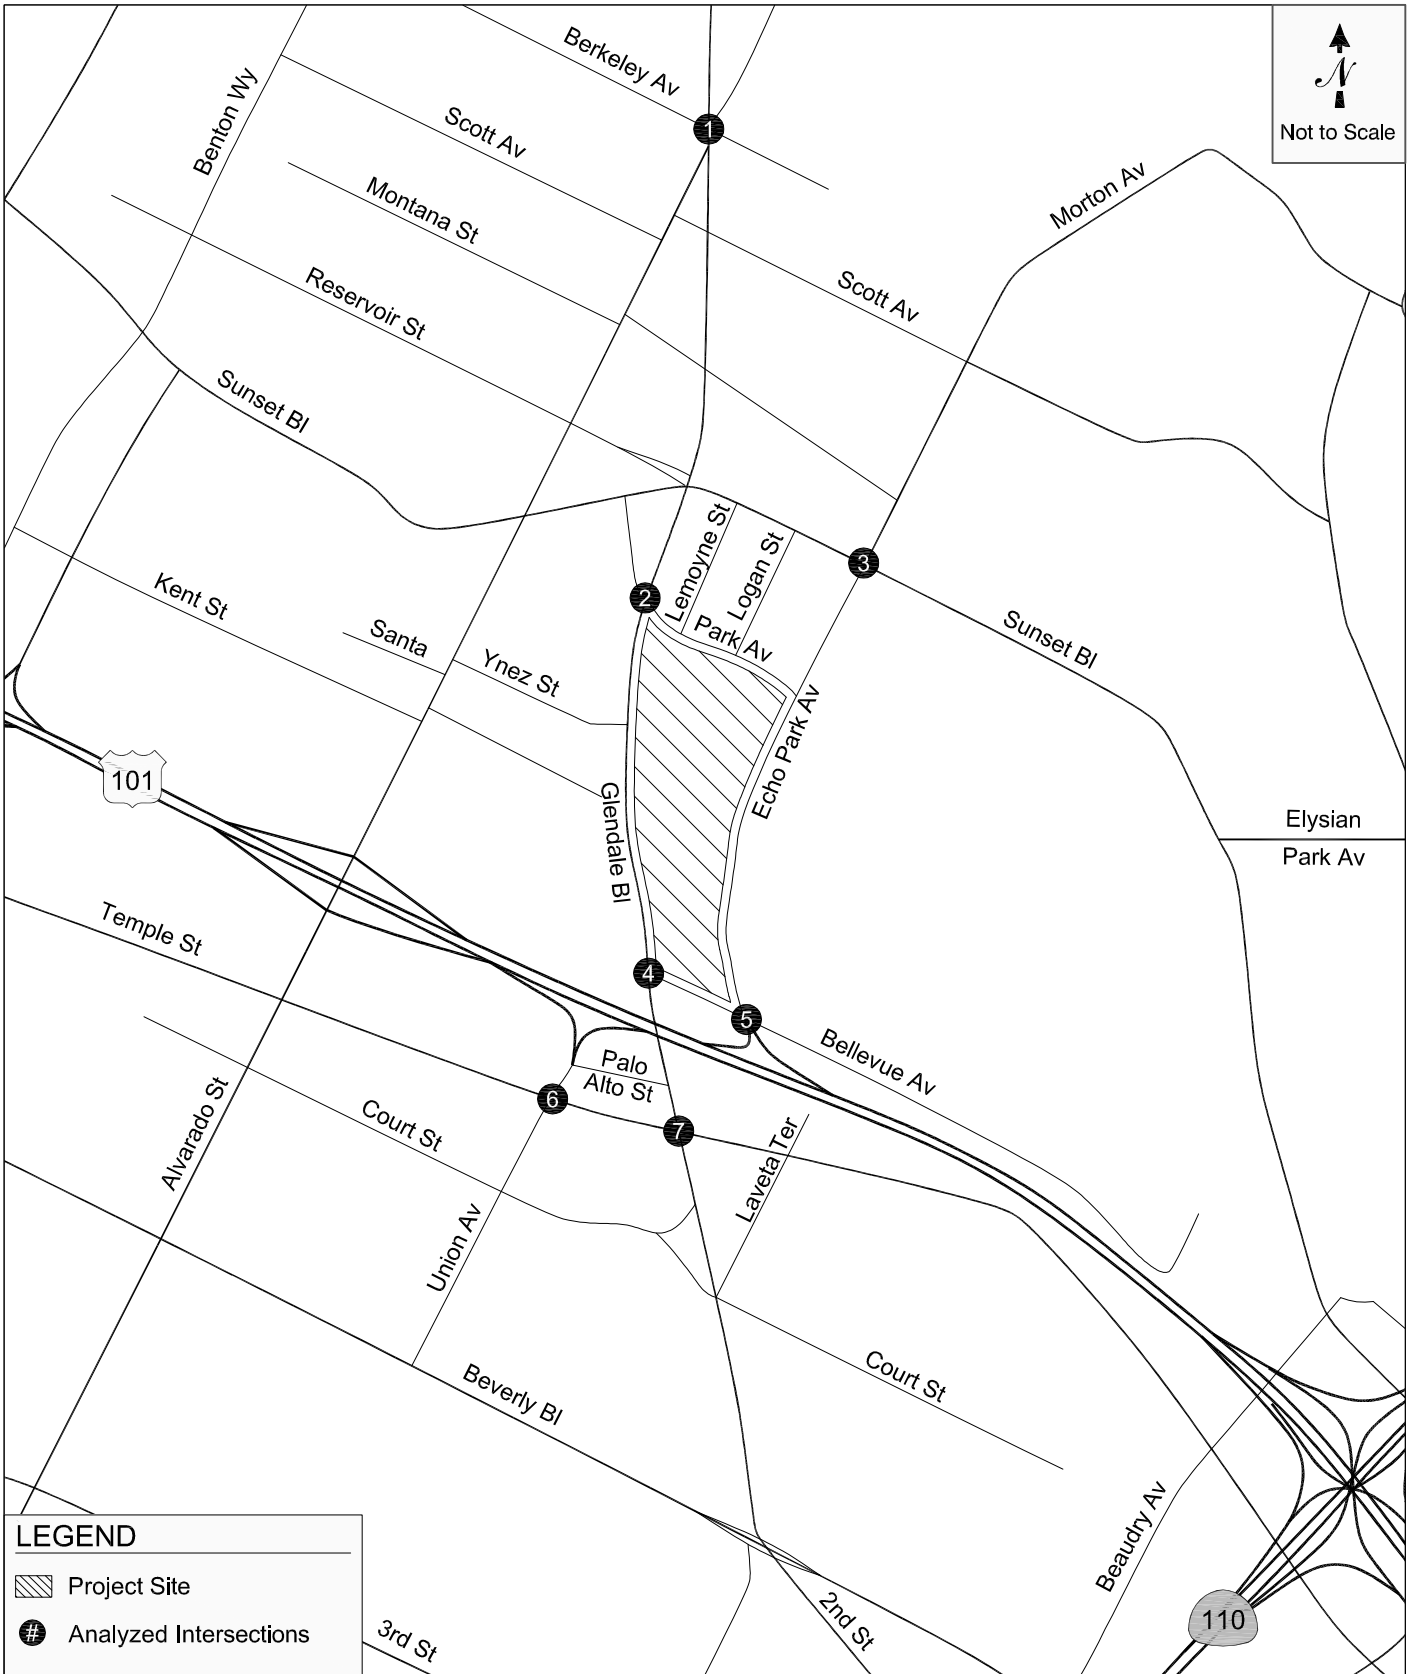 Berkeley Av
N
Not to Scale
Benton Wy
Scott Av
1
Montana St
Morton Av
Reservoir St
Scott Av
Sunset Bl
Lemoyne St
Logan St
3
Kent St
2
Santa
Ynez St
Park Av
Sunset Bl
Echo Park Av
101
Glendale Bl
Elysian
Park Av
Temple St
4
5
Bellevue Av
Palo
Alto St
6
7
Alvarado St
Court St
Laveta Ter
Union Av
Beverly Bl
Court St
Beaudry Av
LEGEND
Project Site
# Analyzed Intersections
3rd St
2nd St
110